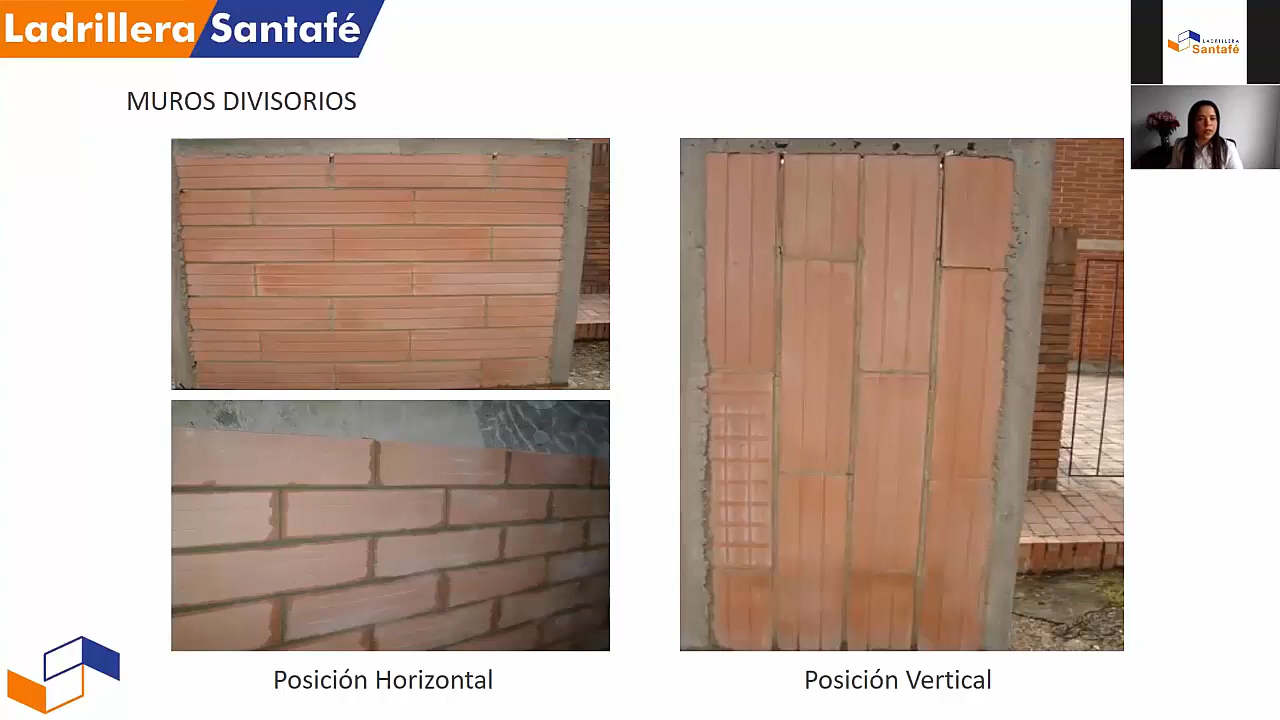 Ladrillera Santafé
LADRILLERA
Santafé
MUROS DIVISORIOS
Posición Horizontal
Posición Vertical